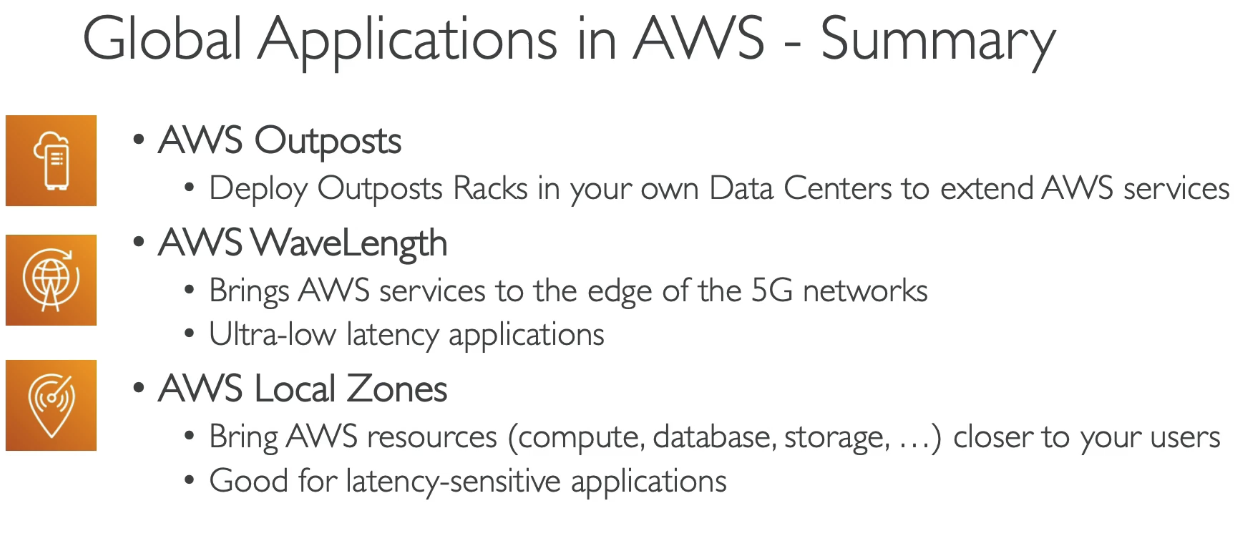 Global Applications in AWS - Summary
• AWS Outposts
• Deploy Outposts Racks in your own Data Centers to extend AWS services
• AWS WaveLength
• Brings AWS services to the edge of the 5G networks
• Ultra-low latency applications
• AWS Local Zones
• Bring AWS resources (compute, database, storage, …) closer to your users
• Good for latency-sensitive applications